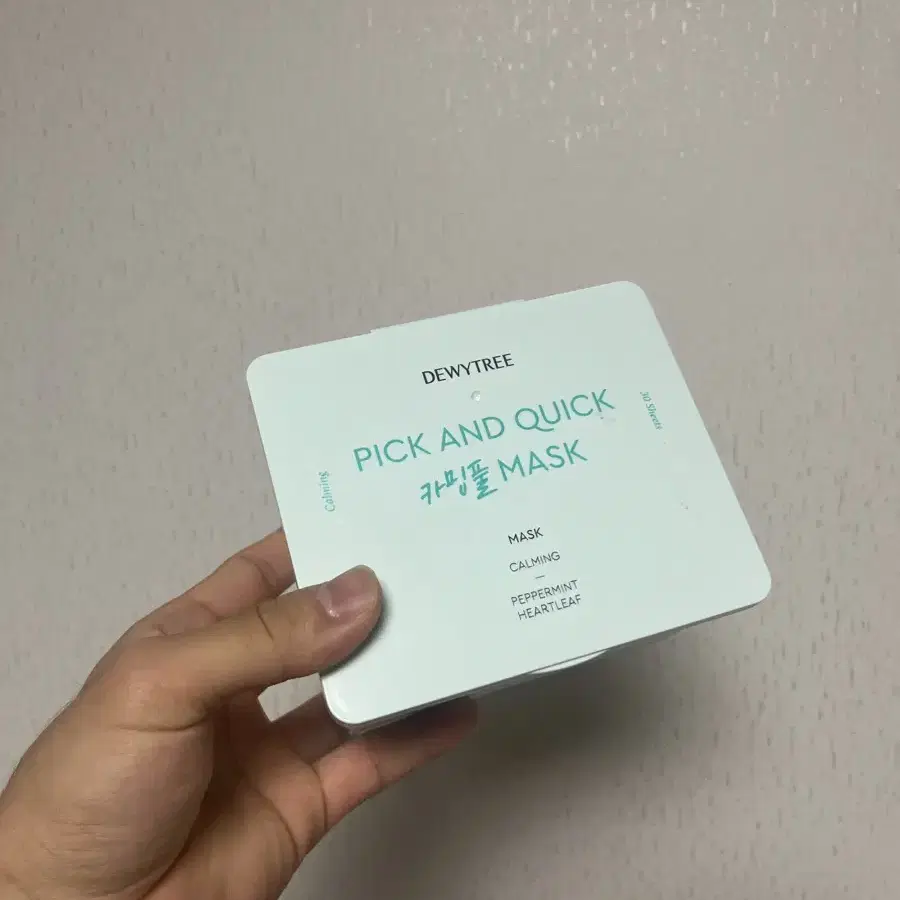 DEWYTREE
PICK AND QUICK
카밍풀 MASK
Calming
30 Sheets
MASK
CALMING
—
PEPPERMINT
HEARTLEAF